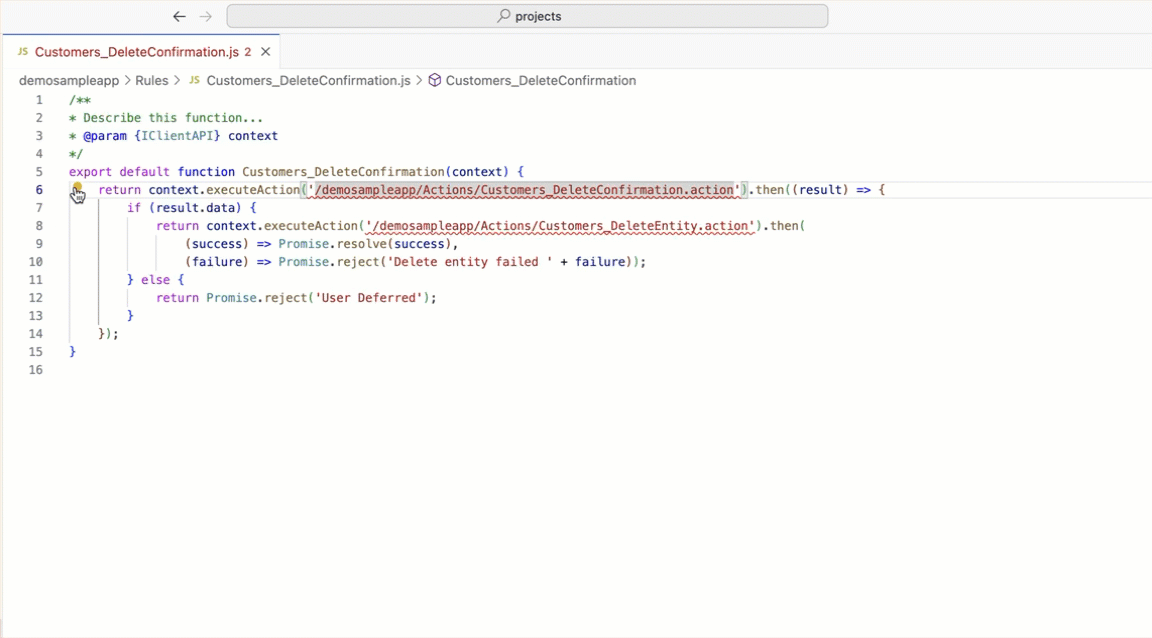 projects
JS Customers_DeleteConfirmation.js 2
demosampleapp > Rules > JS Customers_DeleteConfirmation.js > Customers_DeleteConfirmation
1 /**
2 * Describe this function...
3 * @param {IClientAPI} context
4 */
5 export default function Customers_DeleteConfirmation(context) {
6 return context.executeAction('/demosampleapp/Actions/Customers_DeleteConfirmation.action').then((result) => {
7 if (result.data) {
8 return context.executeAction('/demosampleapp/Actions/Customers_DeleteEntity.action').then(
9 (success) => Promise.resolve(success),
10 (failure) => Promise.reject('Delete entity failed ' + failure));
11 } else {
12 return Promise.reject('User Deferred');
13 }
14 });
15 }
16